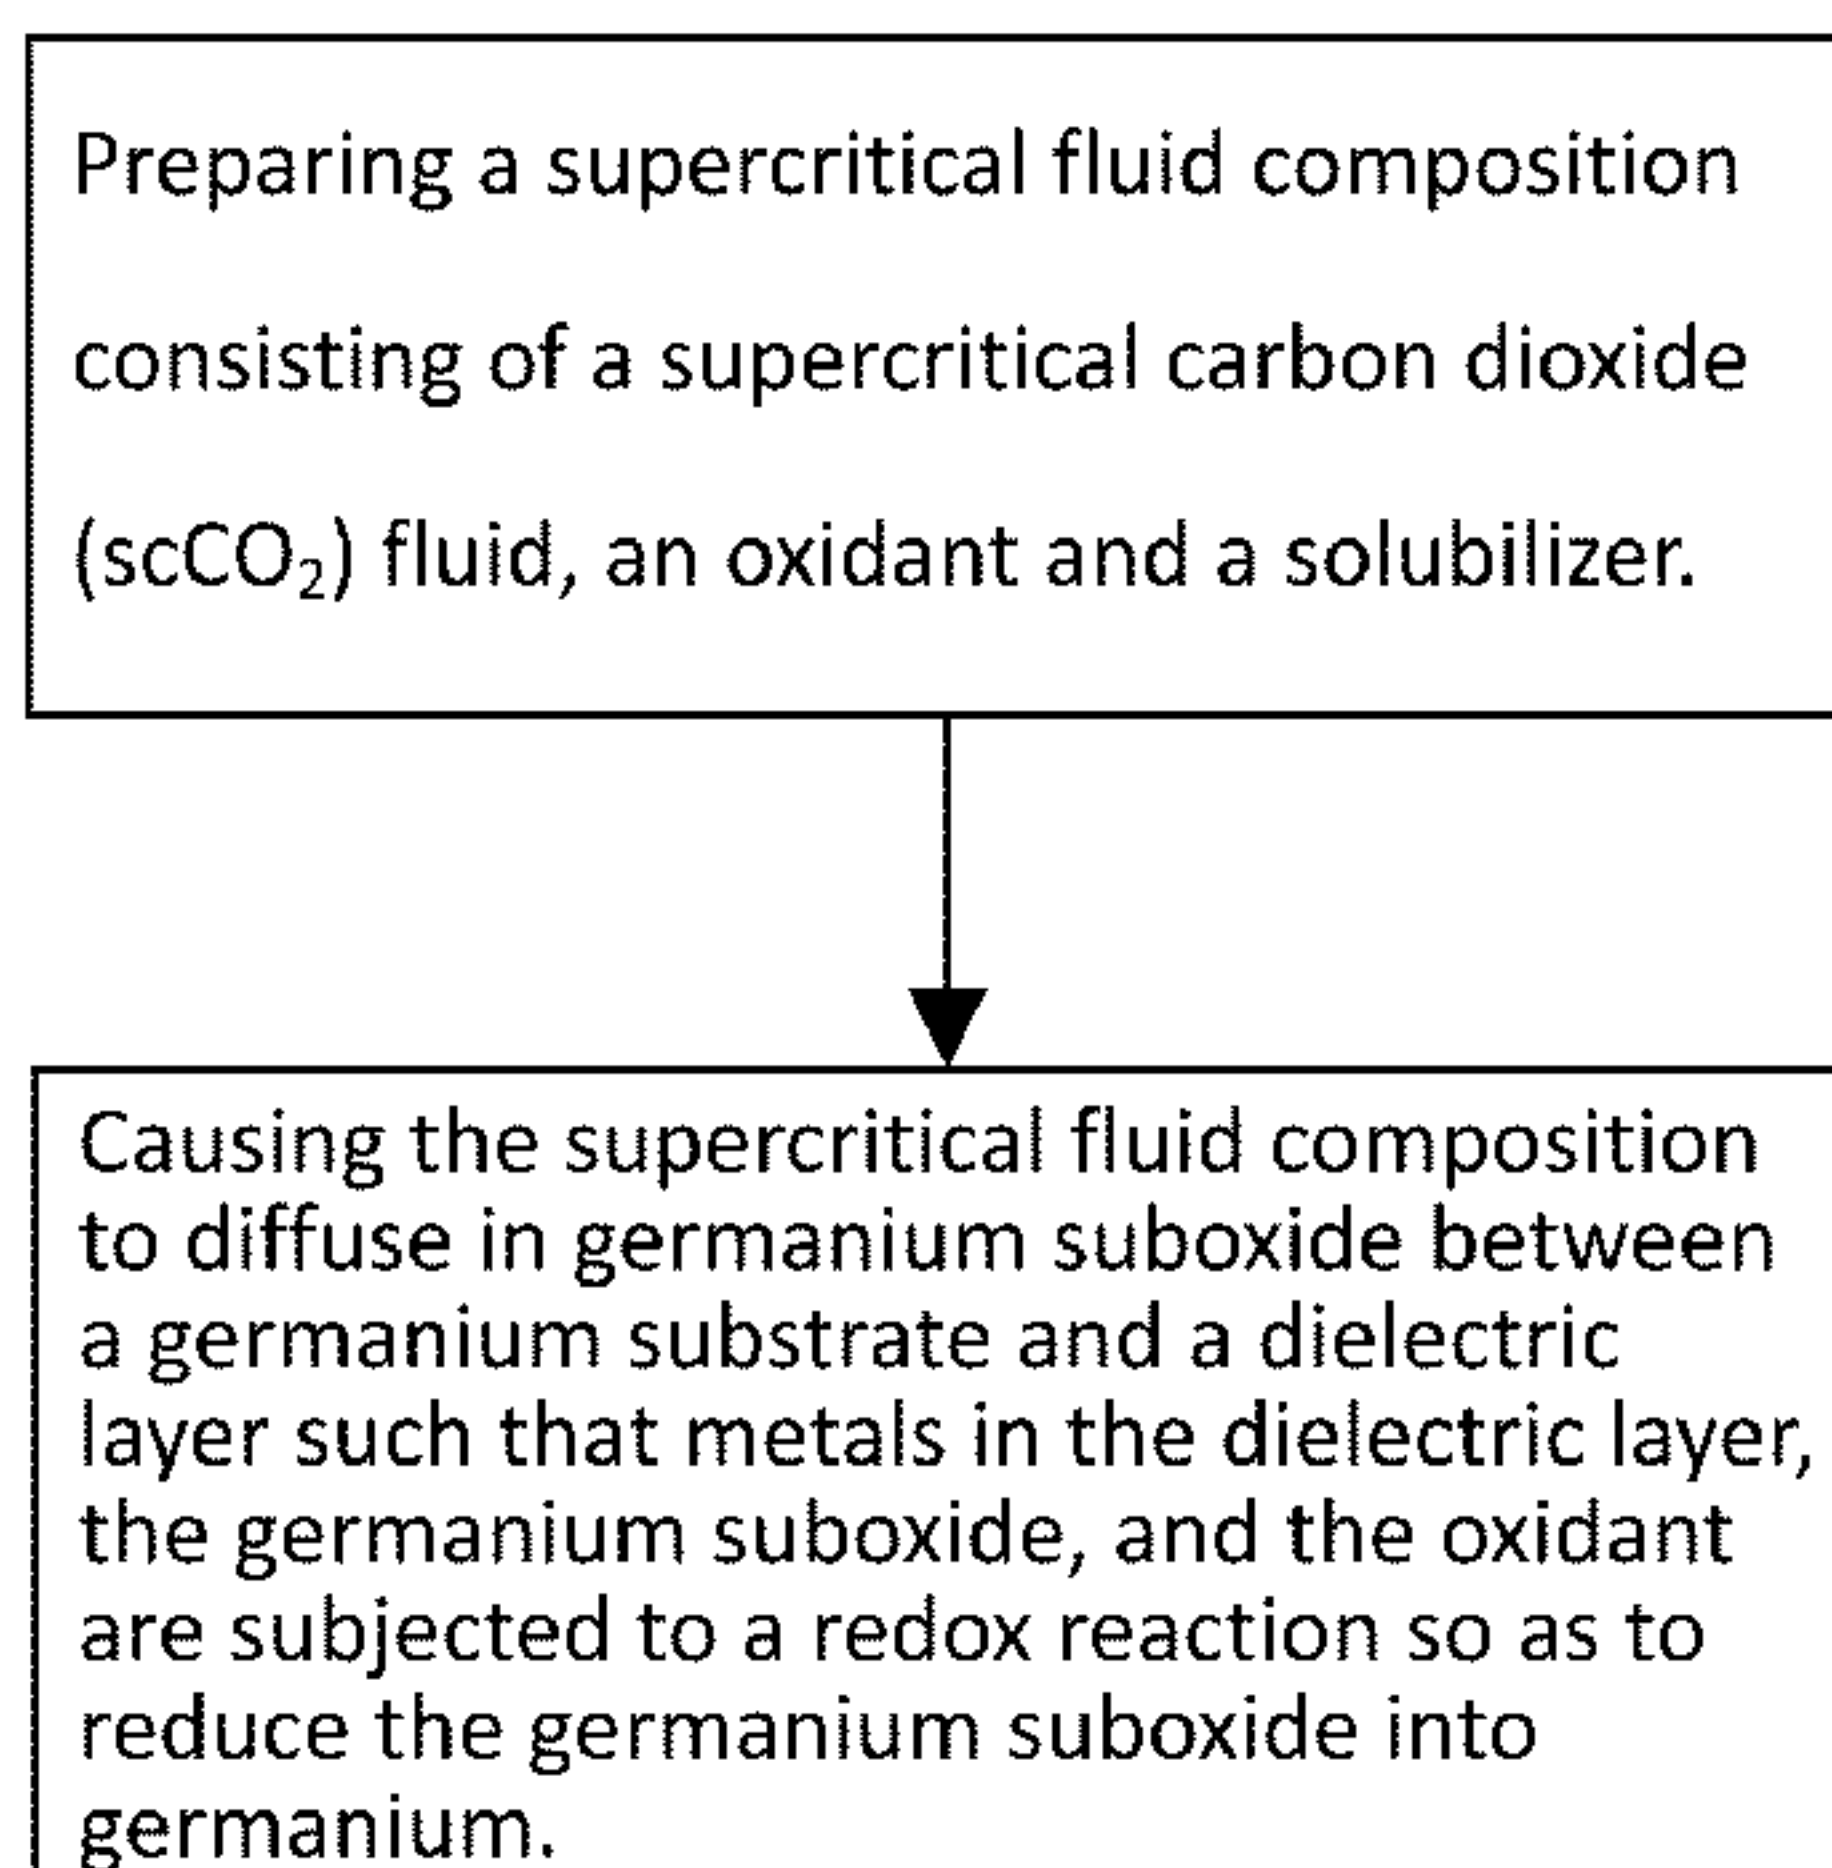 Preparing a supercritical fluid composition
consisting of a supercritical carbon dioxide
(scCO₂) fluid, an oxidant and a solubilizer.
Causing the supercritical fluid composition
to diffuse in germanium suboxide between
a germanium substrate and a dielectric
layer such that metals in the dielectric layer,
the germanium suboxide, and the oxidant
are subjected to a redox reaction so as to
reduce the germanium suboxide into
germanium.